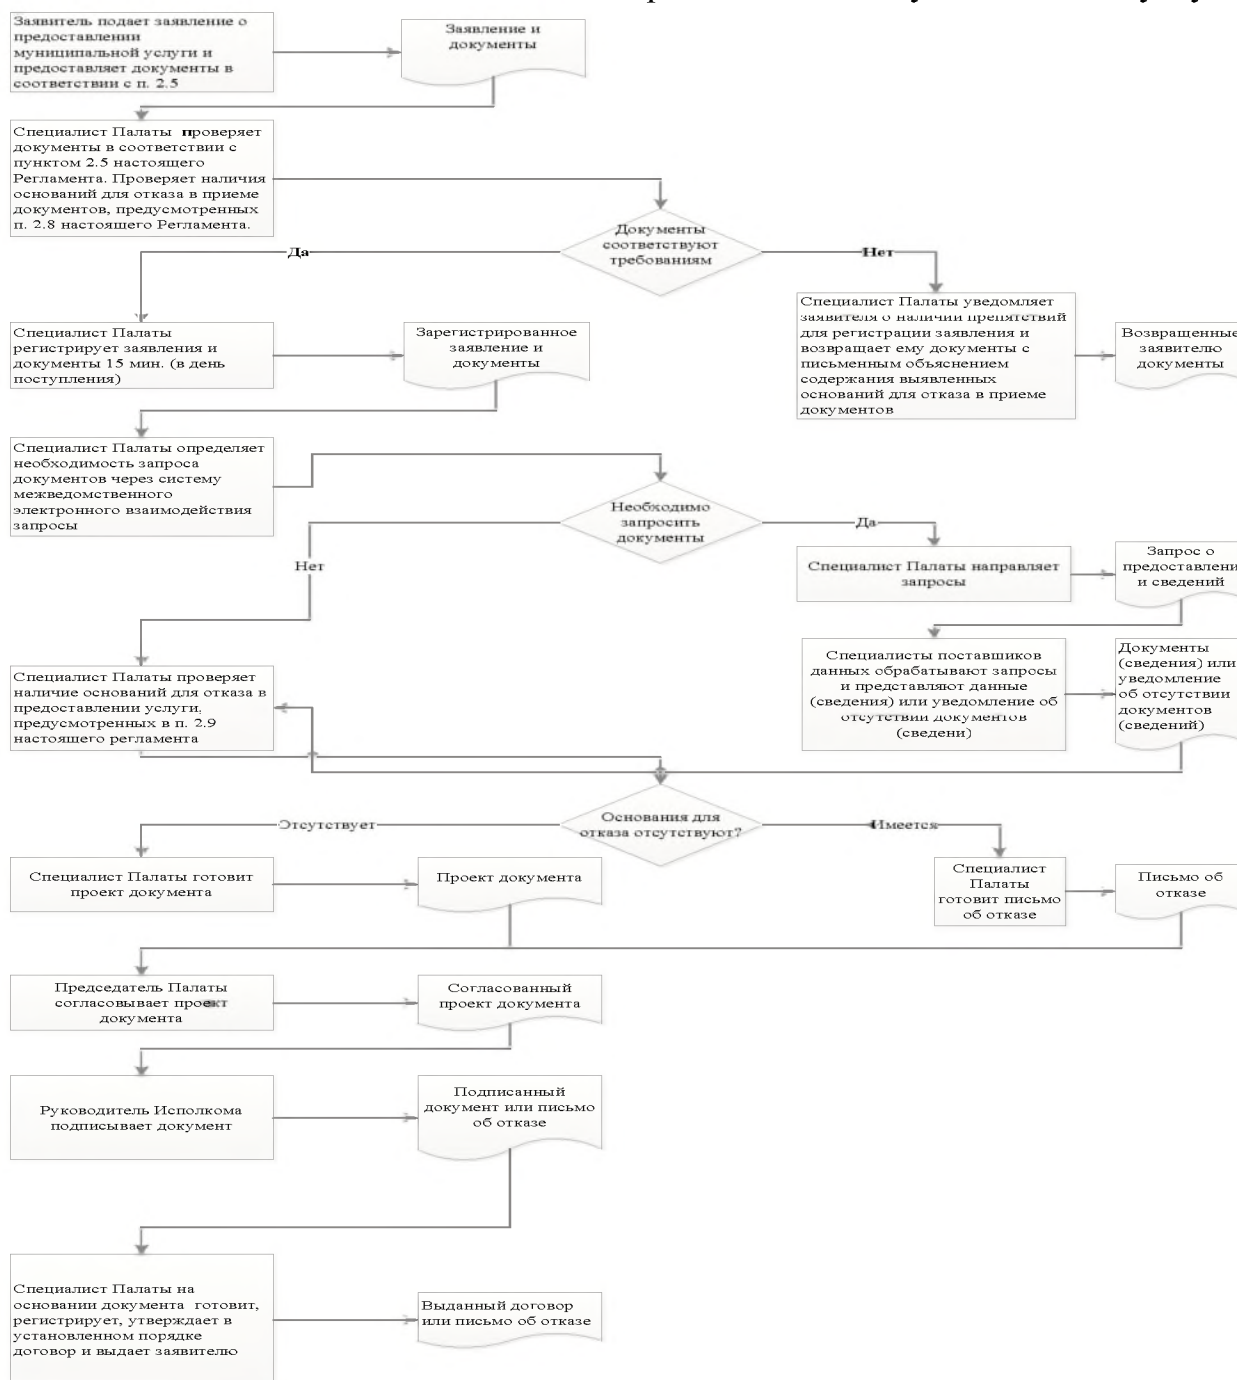 Заявитель подает заявление о
предоставлении
муниципальной услуги и
предоставляет документы в
соответствии с п. 2.5
Заявление и
документы
Специалист Палаты проверяет
документы в соответствии с
пунктом 2.5 настоящего
Регламента. Проверяет наличия
оснований для отказа в приеме
документов, предусмотренных
п. 2.8 настоящего Регламента.
Документы
соответствуют
требованиям
Да
Нет
Специалист Палаты
регистрирует заявления и
документы 15 мин. (в день
поступления)
Зарегистрированное
заявление и
документы
Специалист Палаты уведомляет
заявителя о наличии препятствий
для регистрации заявления и
возвращает ему документы с
письменным объяснением
содержания выявленных
оснований для отказа в приеме
документов
Возвращенные
заявителю
документы
Специалист Палаты определяет
необходимость запроса
документов через систему
межведомственного
электронного взаимодействия
запросы
Необходимо
запросить
документы
Нет
Да
Специалист Палаты направляет
запросы
Запрос о
предоставлени
и сведений
Специалисты поставщиков
данных обрабатывают запросы
и представляют данные
(сведения) или уведомление об
отсутствии документов
(сведени)
Документы
(сведения) или
уведомление
об отсутствии
документов
(сведений)
Специалист Палаты проверяет
наличие оснований для отказа в
предоставлении услуги,
предусмотренных в п. 2.9
настоящего регламента
Основания для
отказа отсутствуют?
Отсутствует
Имеется
Специалист Палаты готовит
проект документа
Проект документа
Специалист
Палаты
готовит письмо
об отказе
Письмо об
отказе
Председатель Палаты
согласовывает проект
документа
Согласованный
проект документа
Руководитель Исполкома
подписывает документ
Подписанный
документ или письмо
об отказе
Специалист Палаты на
основании документа готовит,
регистрирует, утверждает в
установленном порядке
договор и выдает заявителю
Выданный договор
или письмо об отказе